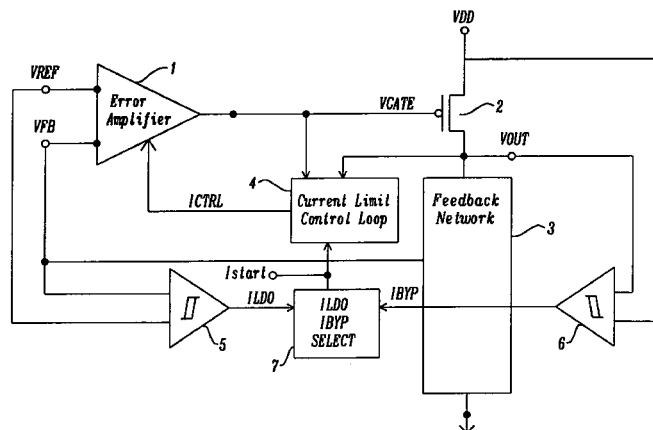 VDD
1
VREF
Error
Amplifier
VGATE
2
VFB
VOUT
4
Current Limit
Control Loop
Feedback
Network
ICTRL
3
Istart
ILDO
ILDO
IBYP
SELECT
IBYP
5
7
6